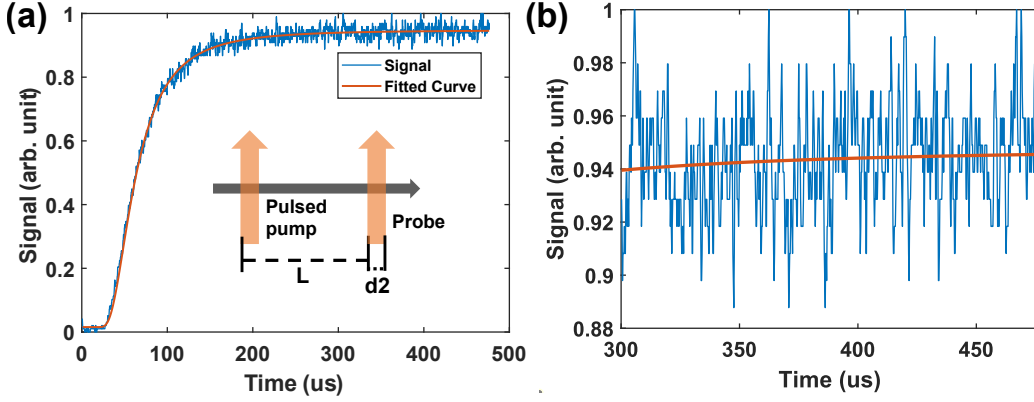 (a)
1
0.8
0.6
0.4
0.2
0
Signal (arb. unit)
0
100
200
300
400
500
Time (us)
Signal
Fitted Curve
Pulsed
pump
Probe
L
d2
(b)
1
0.98
0.96
0.94
0.92
0.9
0.88
Signal (arb. unit)
300
350
400
450
Time (us)